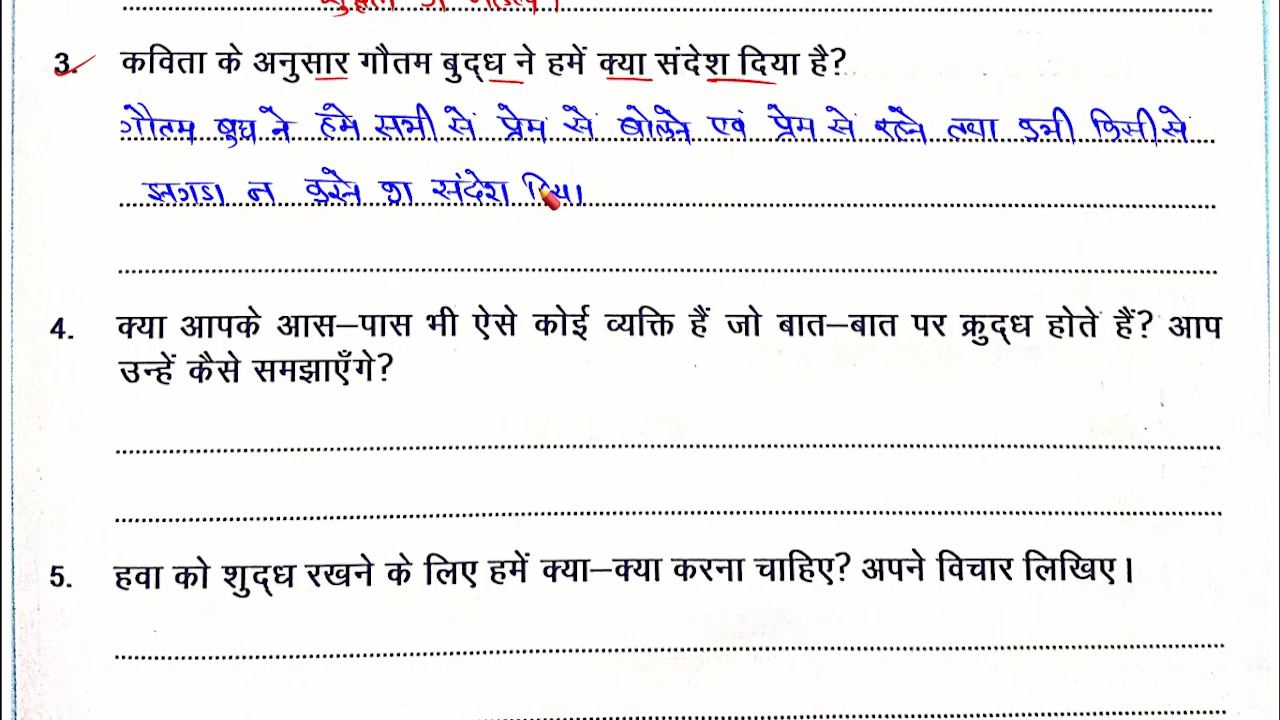 3. कविता के अनुसार गौतम बुद्ध ने हमें क्या संदेश दिया है?
गौतम बुध ने हमे सभी से प्रेम से बोलने एवं प्रेम से रहने तथा कभी किसी से
झगडा न करने का संदेश दिया।
4. क्या आपके आस–पास भी ऐसे कोई व्यक्ति हैं जो बात–बात पर क्रुद्ध होते हैं? आप
उन्हें कैसे समझाएँगे?
5. हवा को शुद्ध रखने के लिए हमें क्या–क्या करना चाहिए? अपने विचार लिखिए।